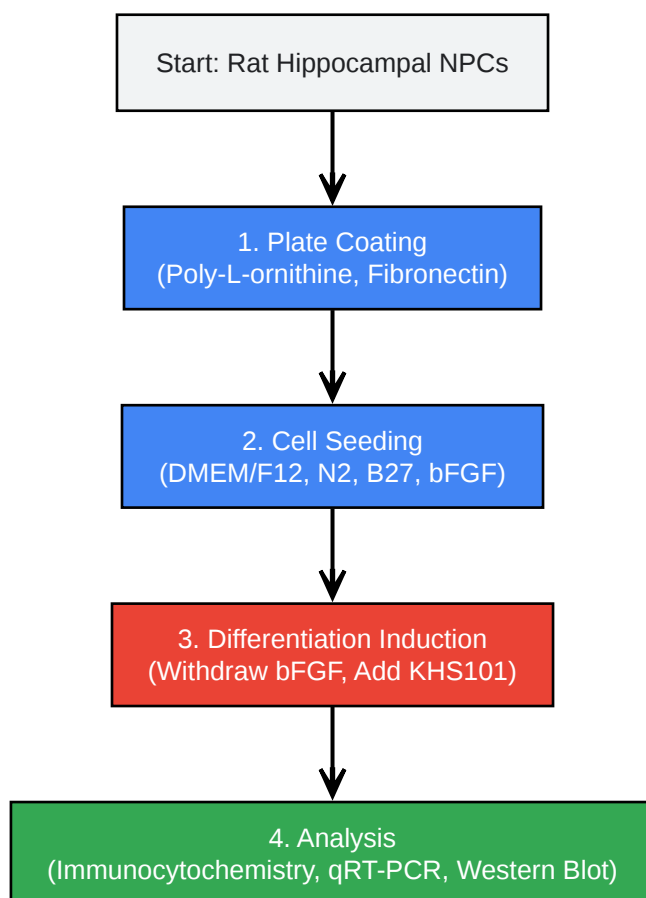 Start: Rat Hippocampal NPCs
1. Plate Coating
(Poly-L-ornithine, Fibronectin)
2. Cell Seeding
(DMEM/F12, N2, B27, bFGF)
3. Differentiation Induction
(Withdraw bFGF, Add KHS101)
4. Analysis
(Immunocytochemistry, qRT-PCR, Western Blot)